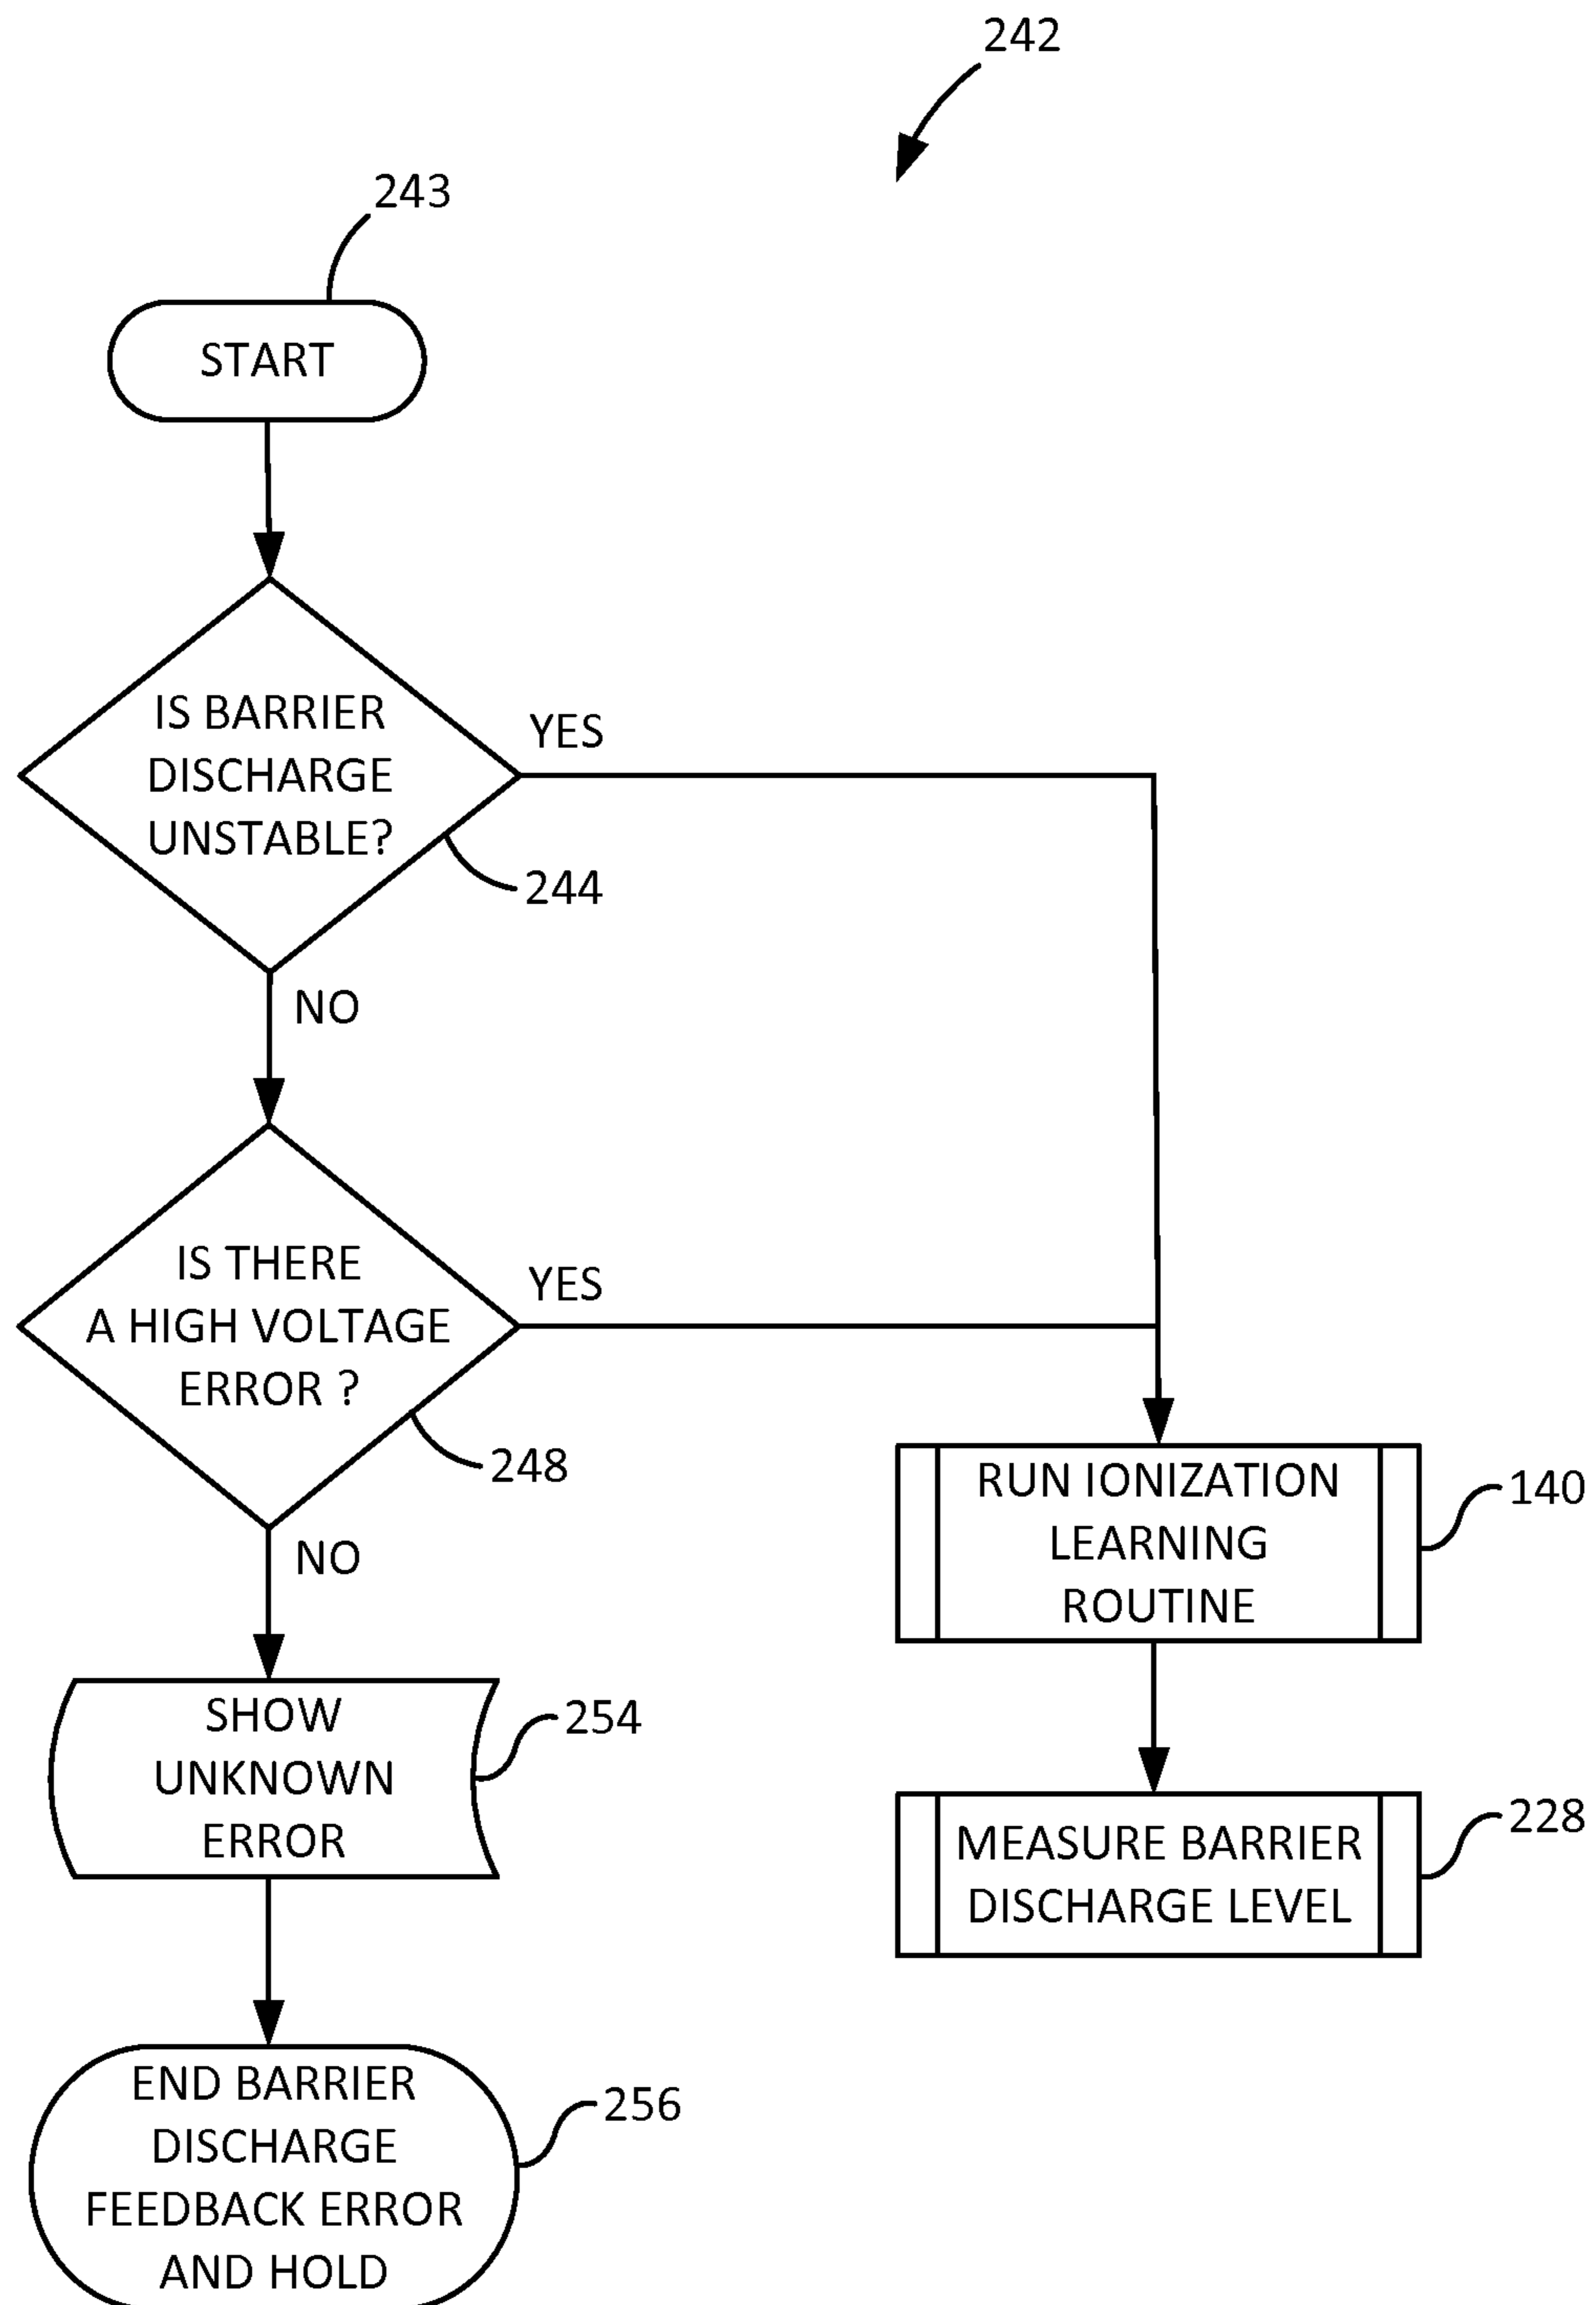 242
243
START
IS BARRIER
DISCHARGE
UNSTABLE?
YES
244
NO
IS THERE
A HIGH VOLTAGE
ERROR ?
YES
248
NO
RUN IONIZATION
LEARNING
ROUTINE
140
SHOW
UNKNOWN
ERROR
254
MEASURE BARRIER
DISCHARGE LEVEL
228
END BARRIER
DISCHARGE
FEEDBACK ERROR
AND HOLD
256